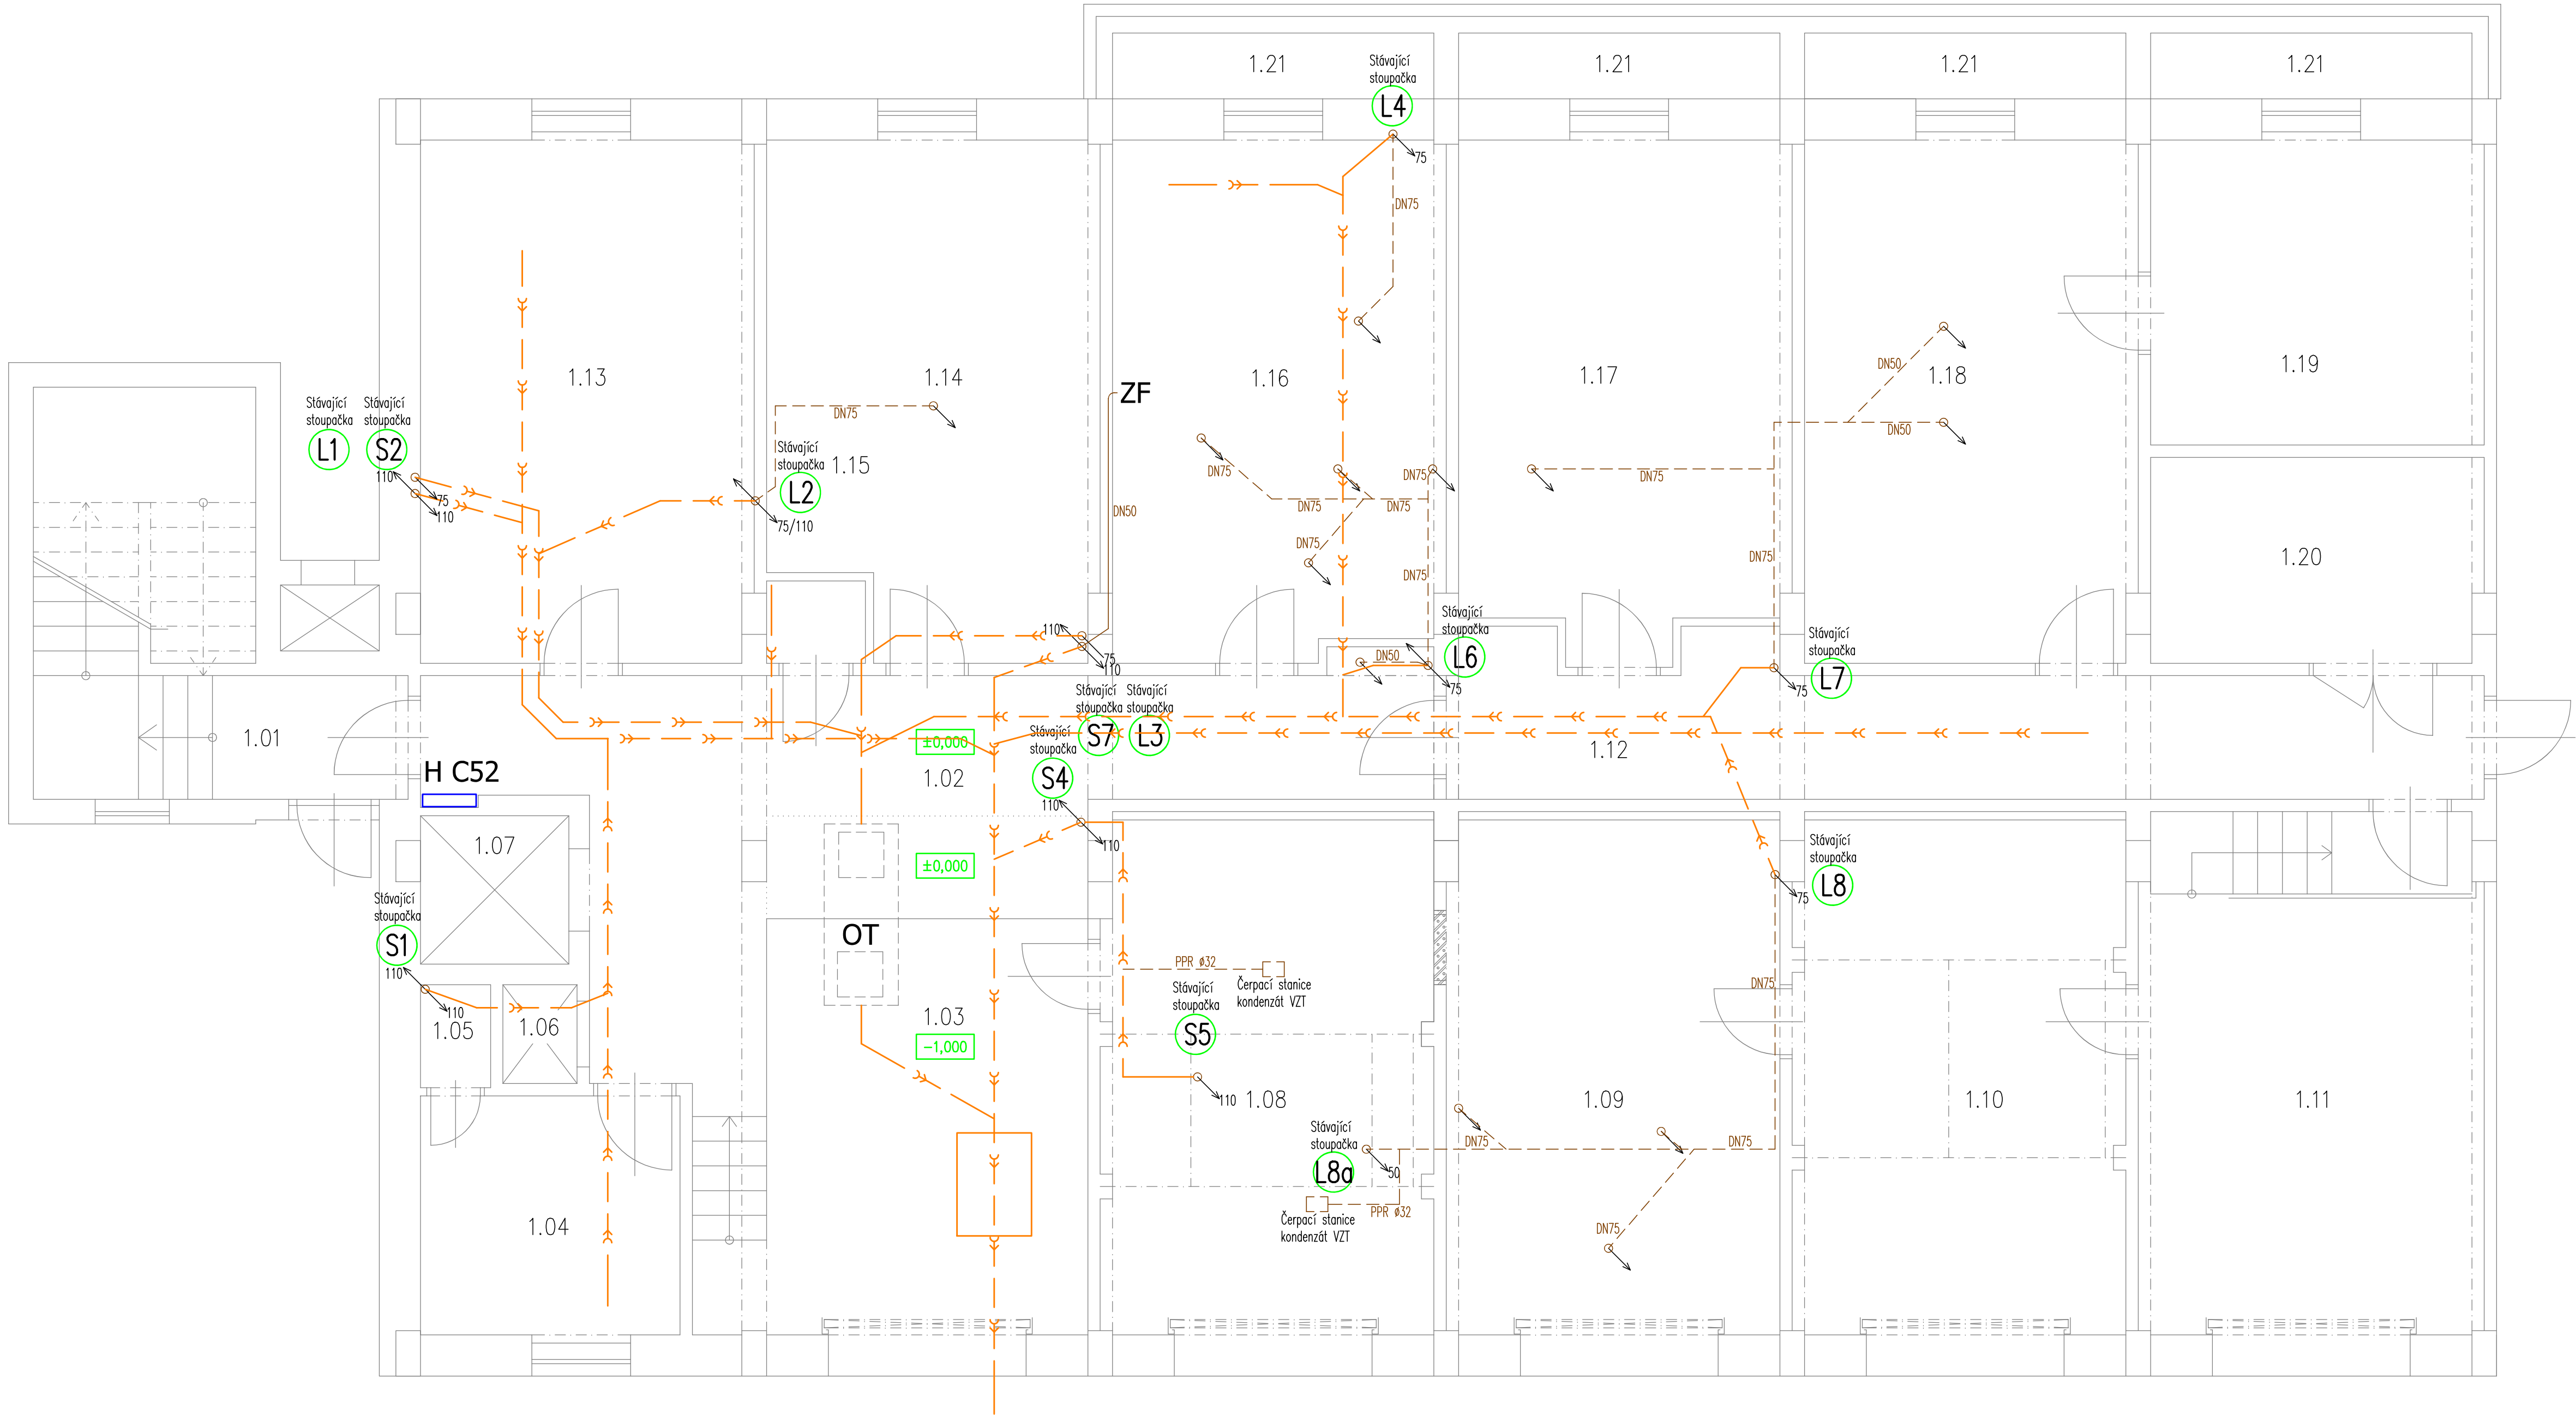 1.21
1.21
1.21
1.21
Stávající
stoupačka
L4
75
DN75
1.13
1.14
1.16
1.17
1.18
1.19
DN50
ZF
Stávající
stoupačka
L1
Stávající
stoupačka
S2
110
75
110
DN75
Stávající
stoupačka
L2
1.15
75/110
DN50
DN75
DN75
DN75
DN75
DN75
DN75
DN75
DN50
DN75
1.20
110
75
110
DN50
Stávající
stoupačka
L6
75
Stávající
stoupačka
L7
75
1.01
Stávající
stoupačka
S7
Stávající
stoupačka
L3
Stávající
stoupačka
S4
110
110
±0,000
1.02
1.12
H C52
1.07
±0,000
Stávající
stoupačka
L8
75
Stávající
stoupačka
S1
110
110
OT
PPR ø32
Čerpací stanice
kondenzát VZT
DN75
1.05
1.06
1.03
-1,000
Stávající
stoupačka
S5
110
1.08
1.09
1.10
1.11
Stávající
stoupačka
L8a
50
DN75
DN75
PPR ø32
Čerpací stanice
kondenzát VZT
DN75
1.04